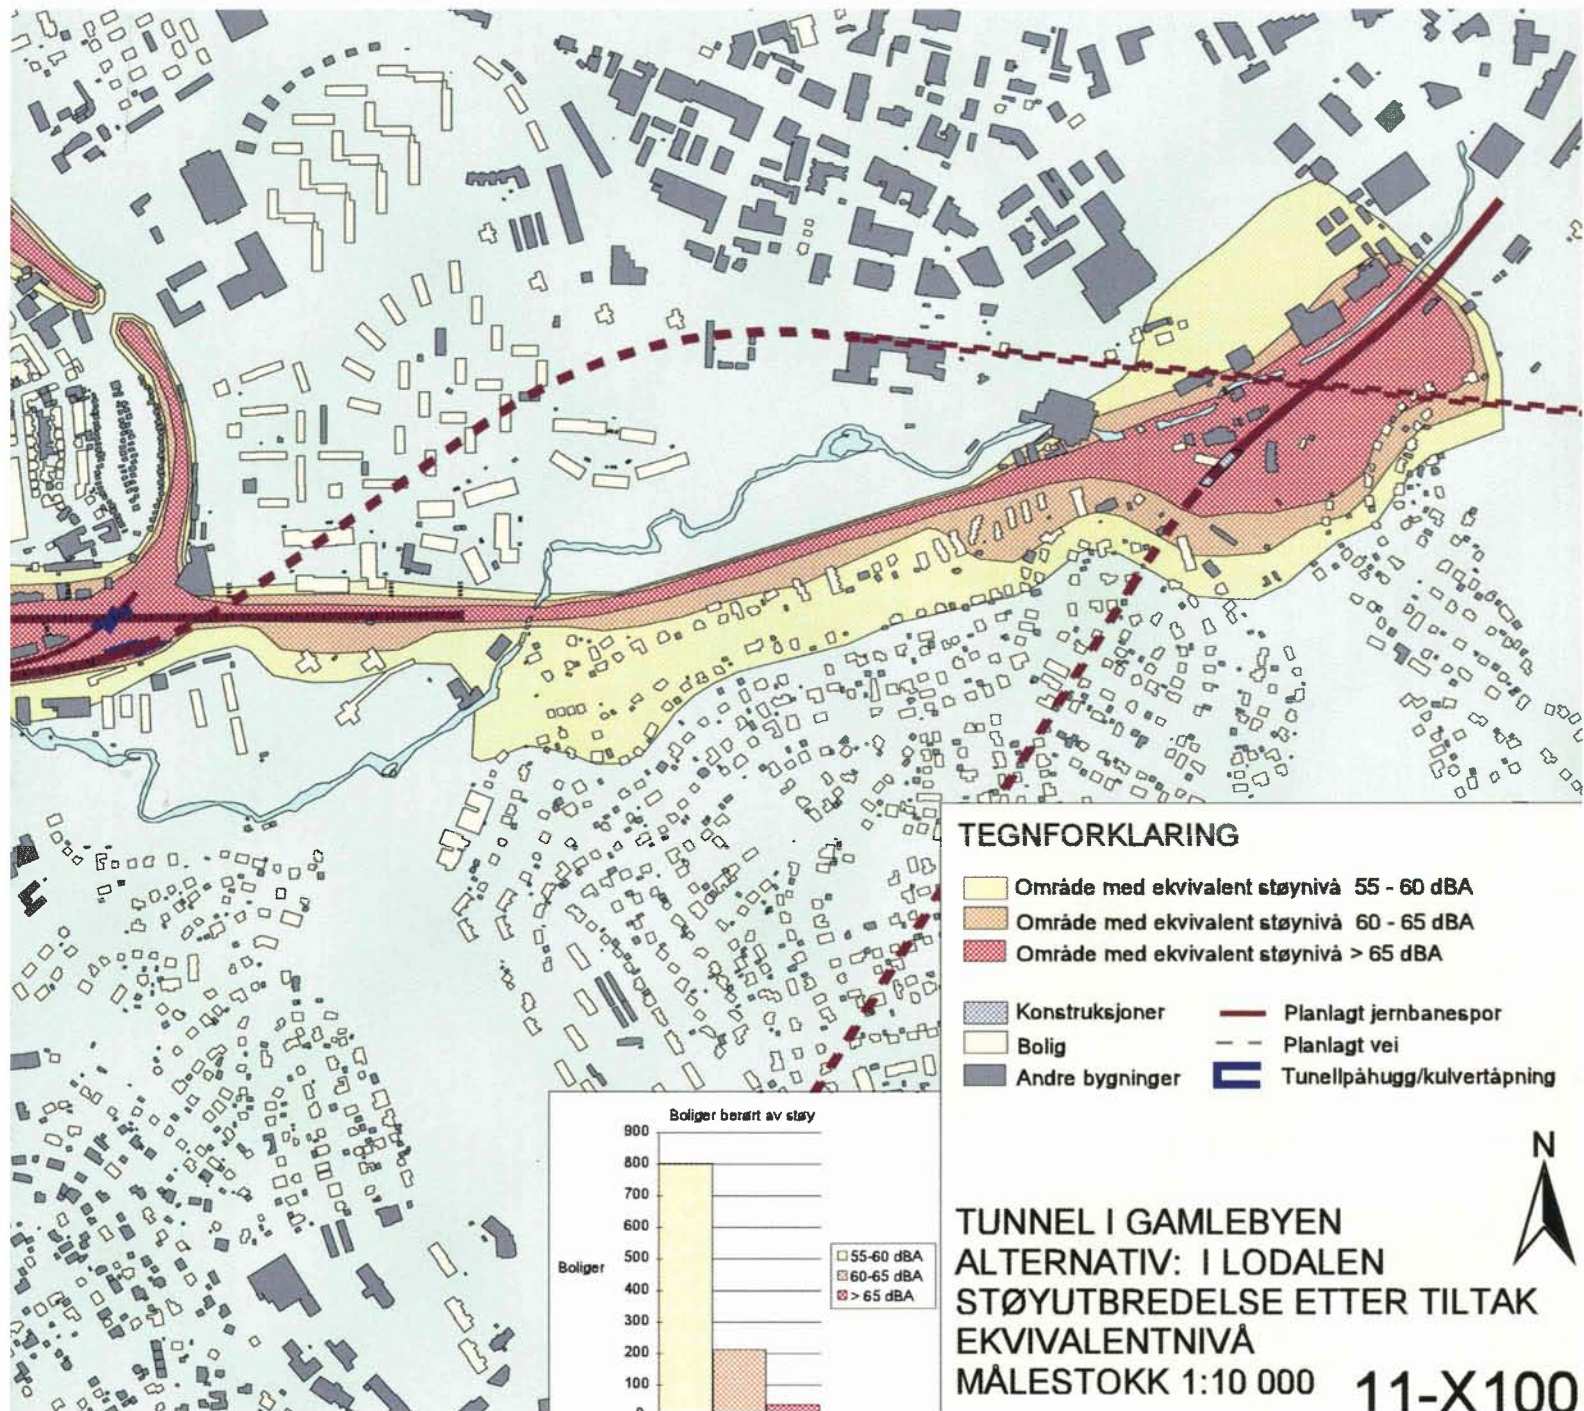 TEGNFORKLARING
Område med ekvivalent støynivå 55 - 60 dBA
Område med ekvivalent støynivå 60 - 65 dBA
Område med ekvivalent støynivå > 65 dBA
Konstruksjoner
Bolig
Andre bygninger
Planlagt jernbanespor
Planlagt vei
Tunellpåhugg/kulvertåpning
Boliger berørt av støy
900
800
700
600
500
400
300
200
100
0
Boliger
55-60 dBA
60-65 dBA
> 65 dBA
N
TUNNEL I GAMLEBYEN
ALTERNATIV: I LODALEN
STØYUTBREDELSE ETTER TILTAK
EKVIVALENTNIVÅ
MÅLESTOKK 1:10 000
11-X100